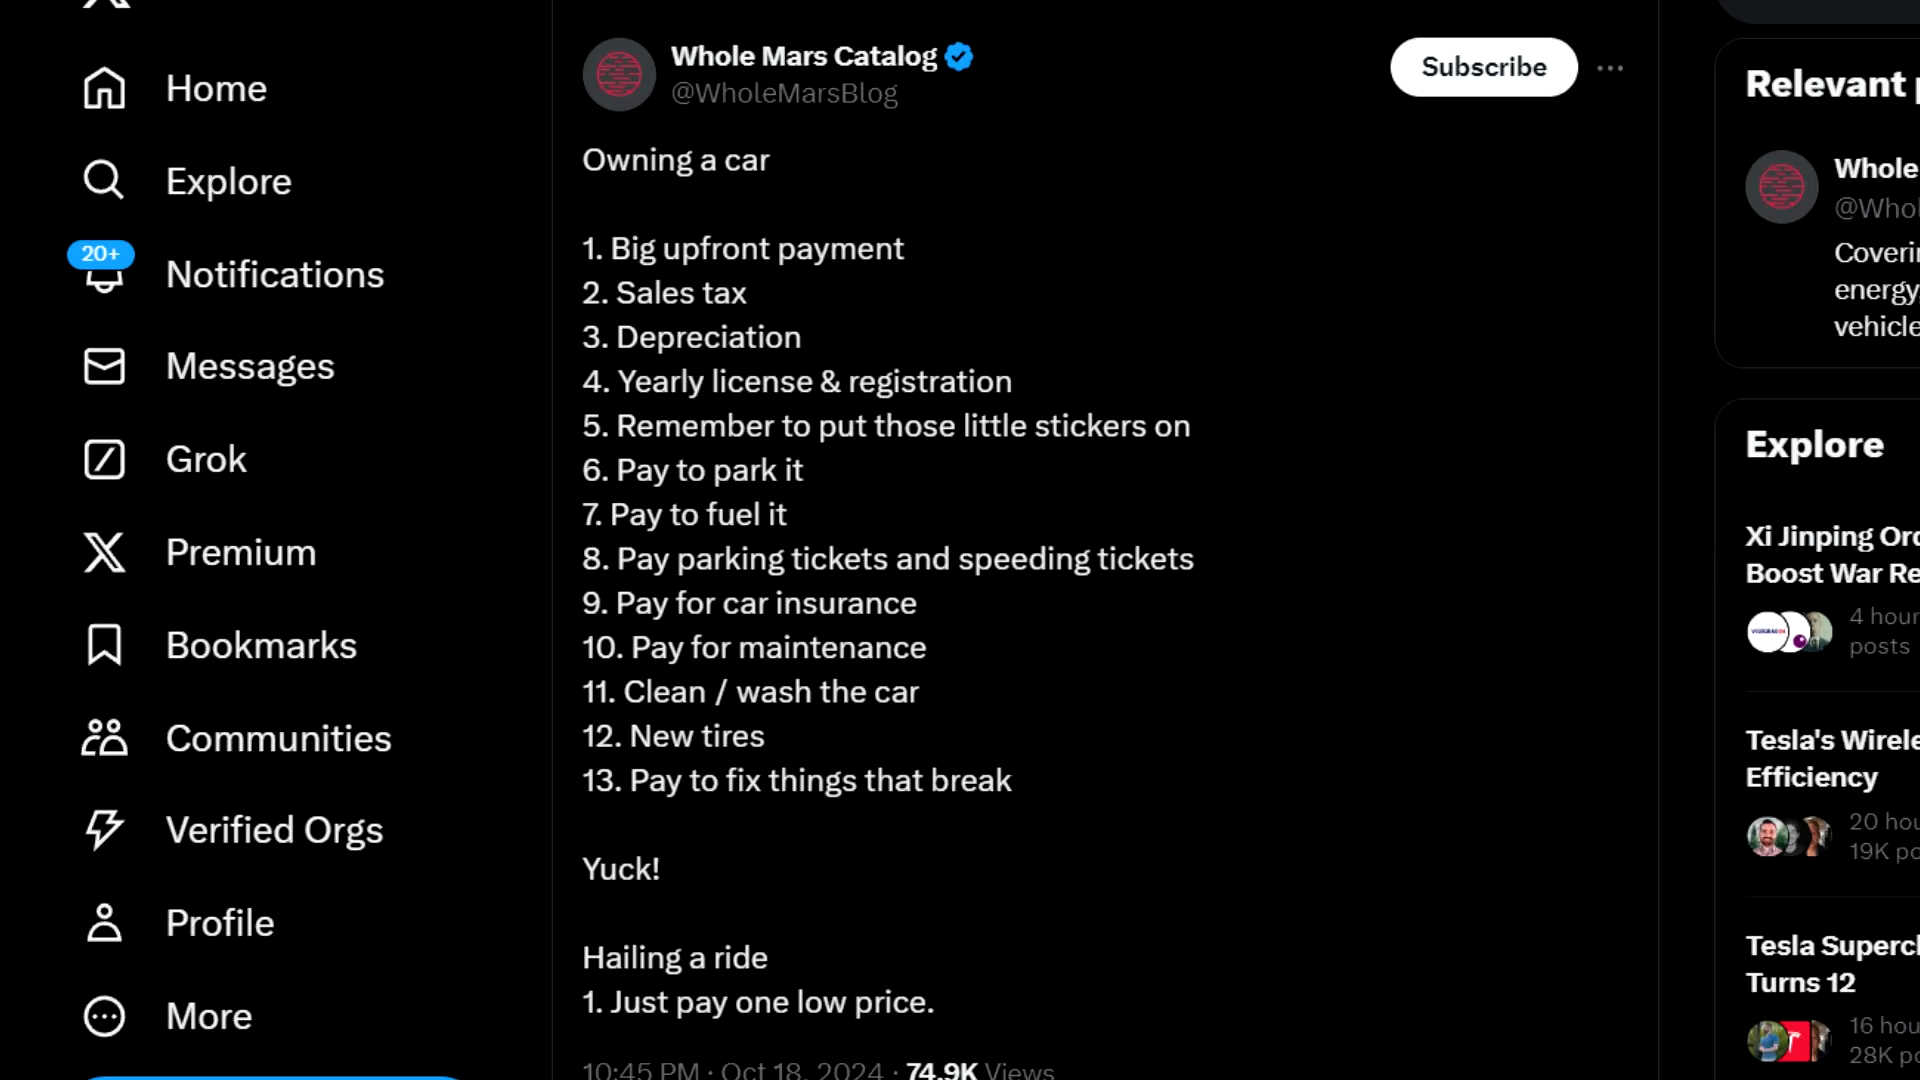 Home
Explore
20+
Notifications
Messages
Grok
Premium
Bookmarks
Communities
Verified Orgs
Profile
More
Whole Mars Catalog
@WholeMarsBlog
Subscribe
Owning a car
1. Big upfront payment
2. Sales tax
3. Depreciation
4. Yearly license & registration
5. Remember to put those little stickers on
6. Pay to park it
7. Pay to fuel it
8. Pay parking tickets and speeding tickets
9. Pay for car insurance
10. Pay for maintenance
11. Clean / wash the car
12. New tires
13. Pay to fix things that break
Yuck!
Hailing a ride
1. Just pay one low price.
10:45 PM · Oct 18, 2024 · 74.9K Views
Relevant
Whole
@Whol
Coverin
energy,
vehicle
Explore
Xi Jinping Ord
Boost War Re
4 hour
posts
Tesla's Wirele
Efficiency
20 hou
19K po
Tesla Superch
Turns 12
16 hou
28K po